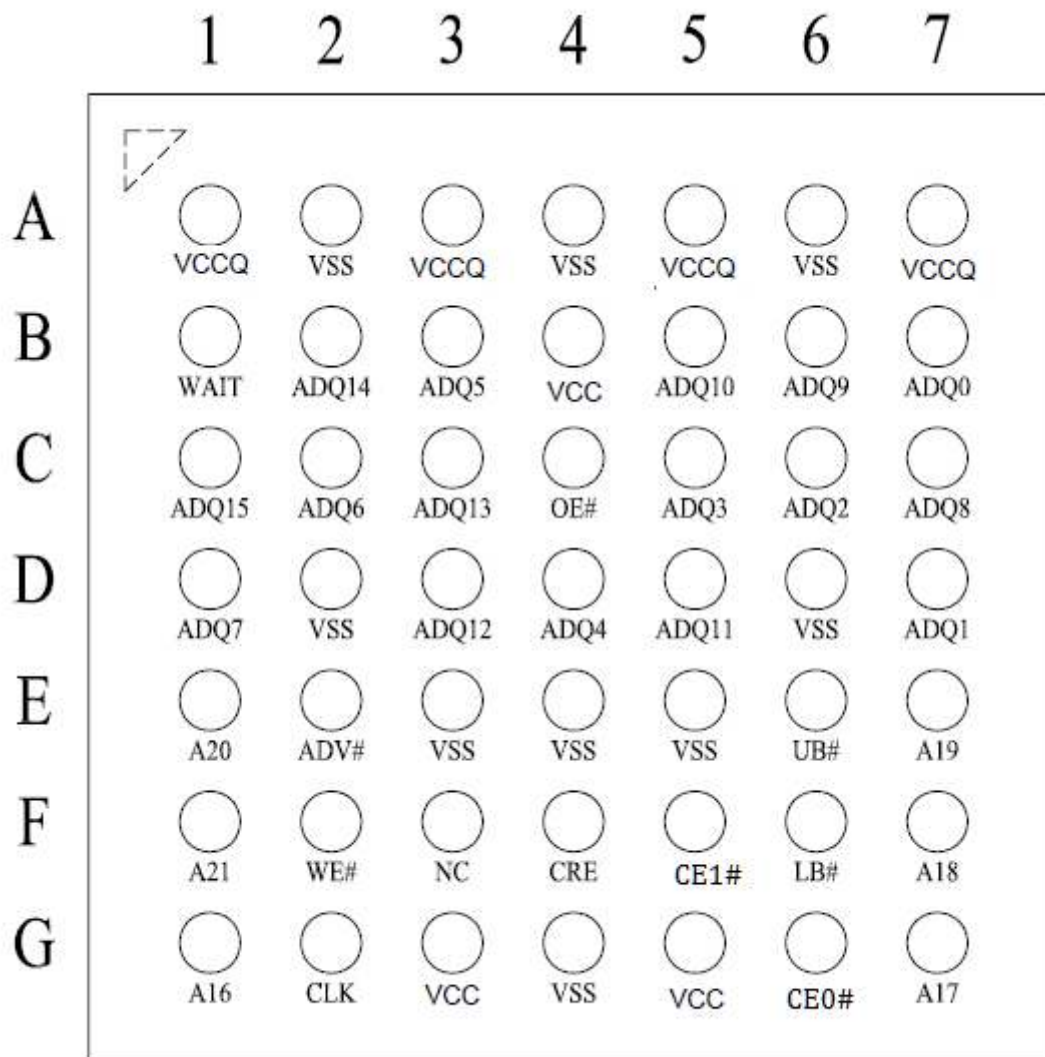 1 2 3 4 5 6 7
A
VCCQ VSS VCCQ VSS VCCQ VSS VCCQ
B
WAIT ADQ14 ADQ5 VCC ADQ10 ADQ9 ADQ0
C
ADQ15 ADQ6 ADQ13 OE# ADQ3 ADQ2 ADQ8
D
ADQ7 VSS ADQ12 ADQ4 ADQ11 VSS ADQ1
E
A20 ADV# VSS VSS VSS UB# A19
F
A21 WE# NC CRE CE1# LB# A18
G
A16 CLK VCC VSS VCC CE0# A17